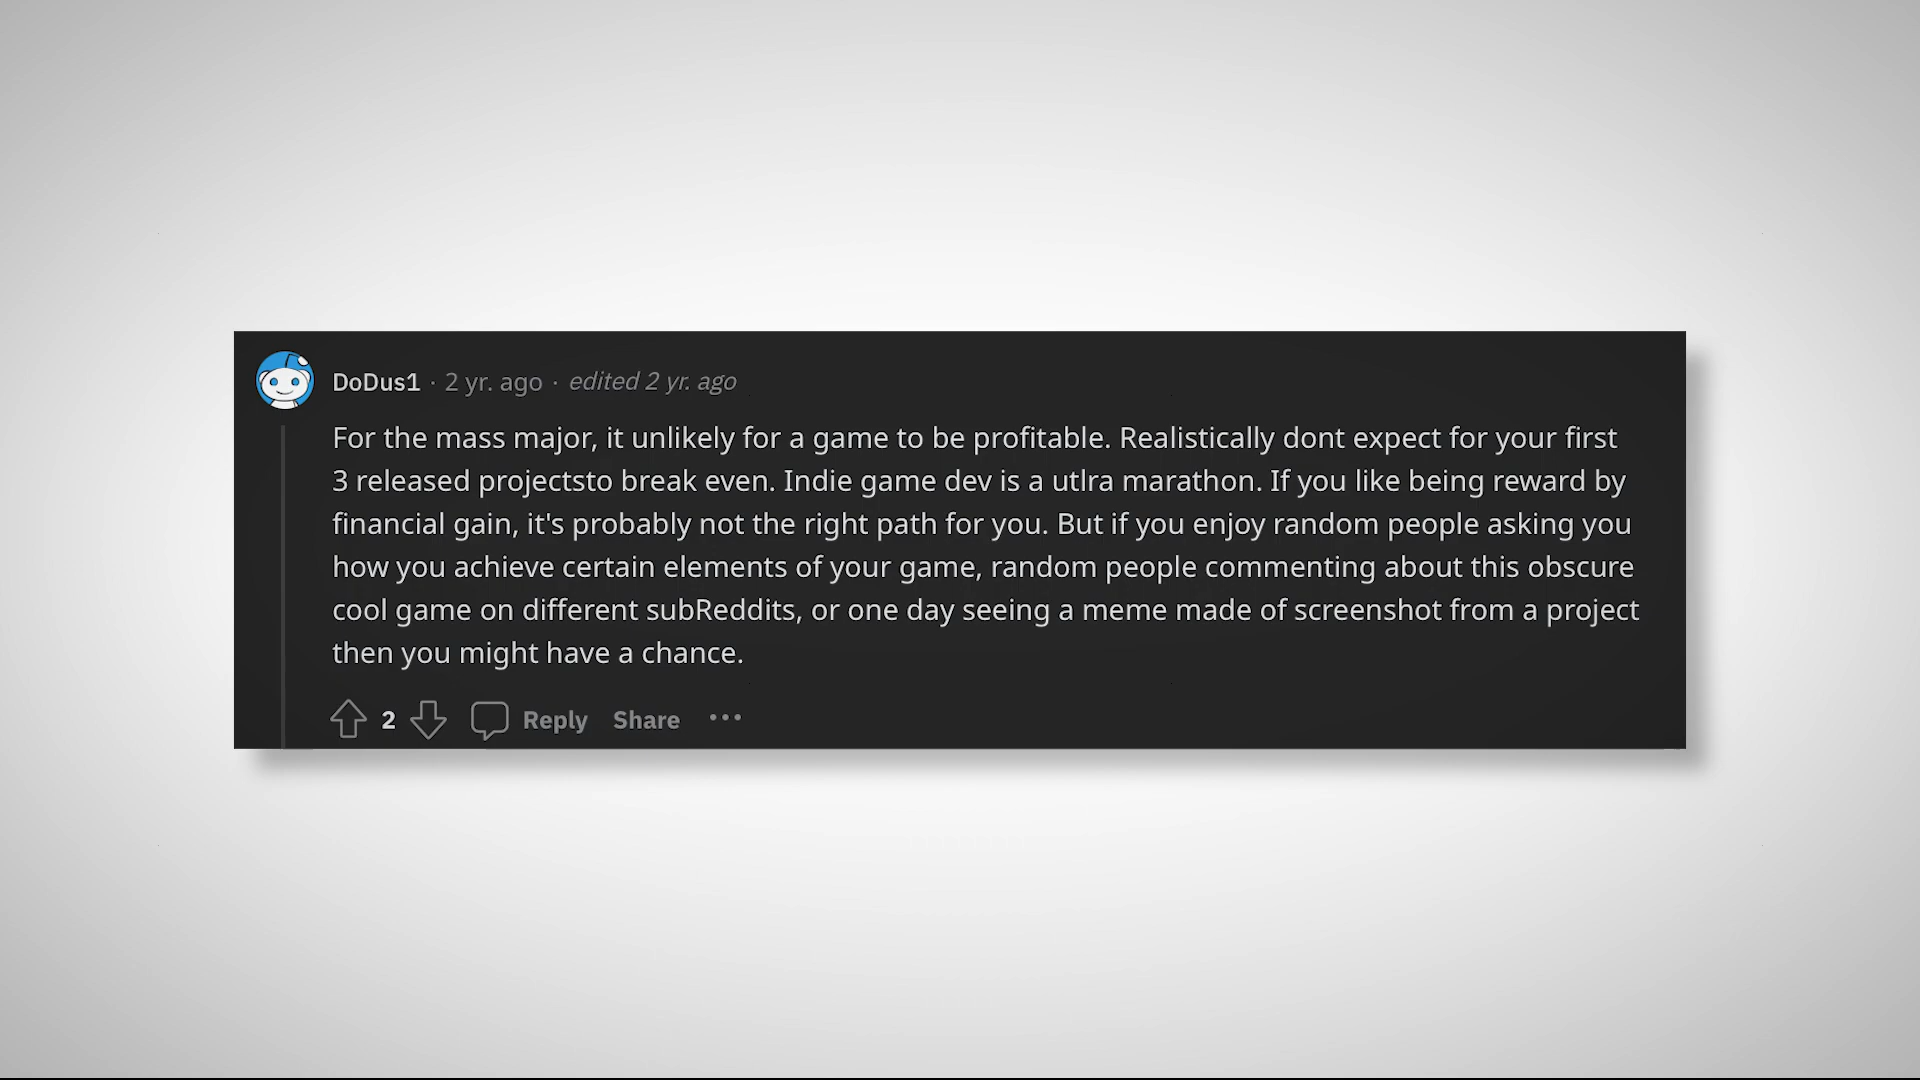 DoDus1 · 2 yr. ago · edited 2 yr. ago
For the mass major, it unlikely for a game to be profitable. Realistically dont expect for your first
3 released projectsto break even. Indie game dev is a utlra marathon. If you like being reward by
financial gain, it's probably not the right path for you. But if you enjoy random people asking you
how you achieve certain elements of your game, random people commenting about this obscure
cool game on different subReddits, or one day seeing a meme made of screenshot from a project
then you might have a chance.
2 Reply Share ...